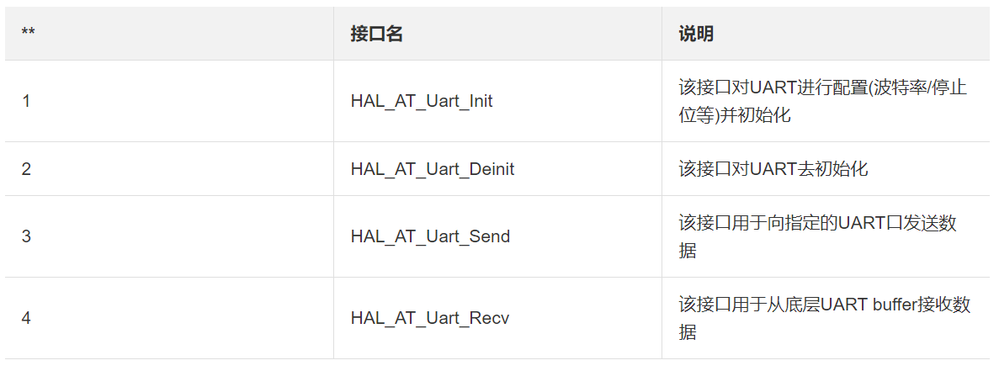 ** 接口名 说明
1 HAL_AT_Uart_Init 该接口对UART进行配置(波特率/停止
位等)并初始化
2 HAL_AT_Uart_Deinit 该接口对UART去初始化
3 HAL_AT_Uart_Send 该接口用于向指定的UART口发送数
据
4 HAL_AT_Uart_Recv 该接口用于从底层UART buffer接收数
据